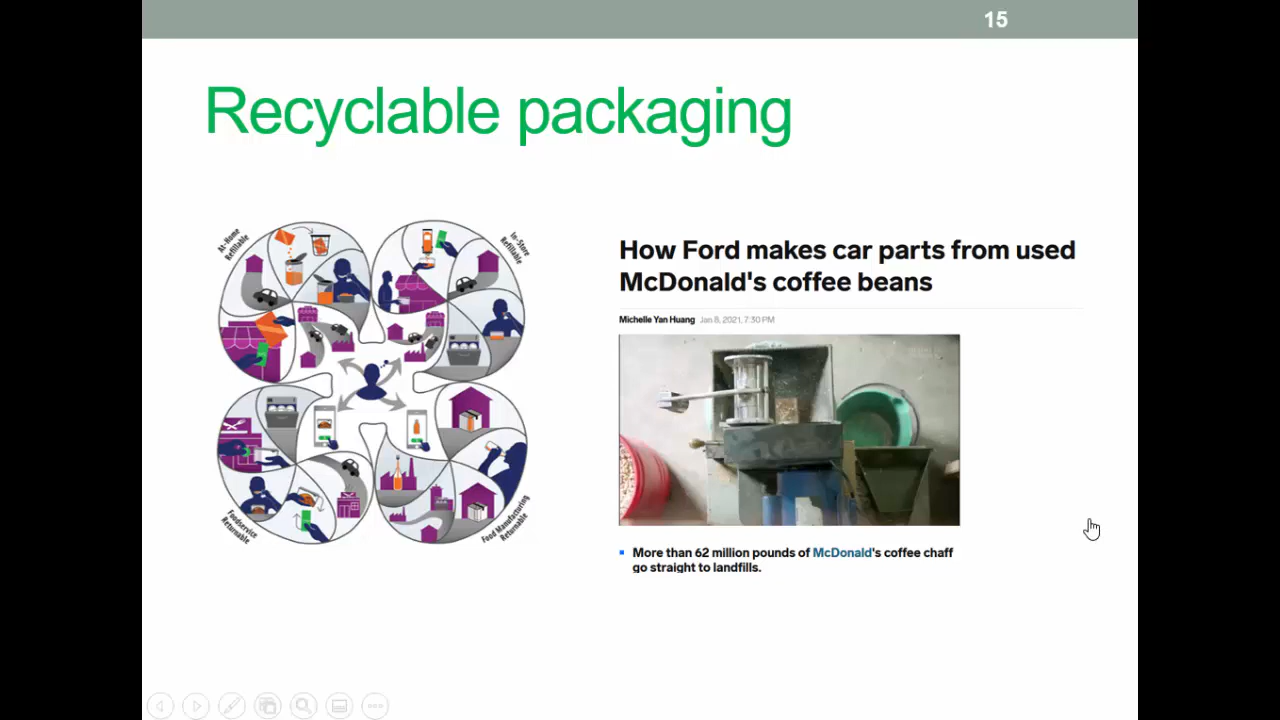 15
Recyclable packaging
At-Home
Refillable
In-Store
Refillable
Foodservice
Returnable
Food Manufacturing
Returnable
How Ford makes car parts from used
McDonald's coffee beans
Michelle Yan Huang Jan 8, 2021, 7:30 PM
More than 62 million pounds of McDonald's coffee chaff
go straight to landfills.